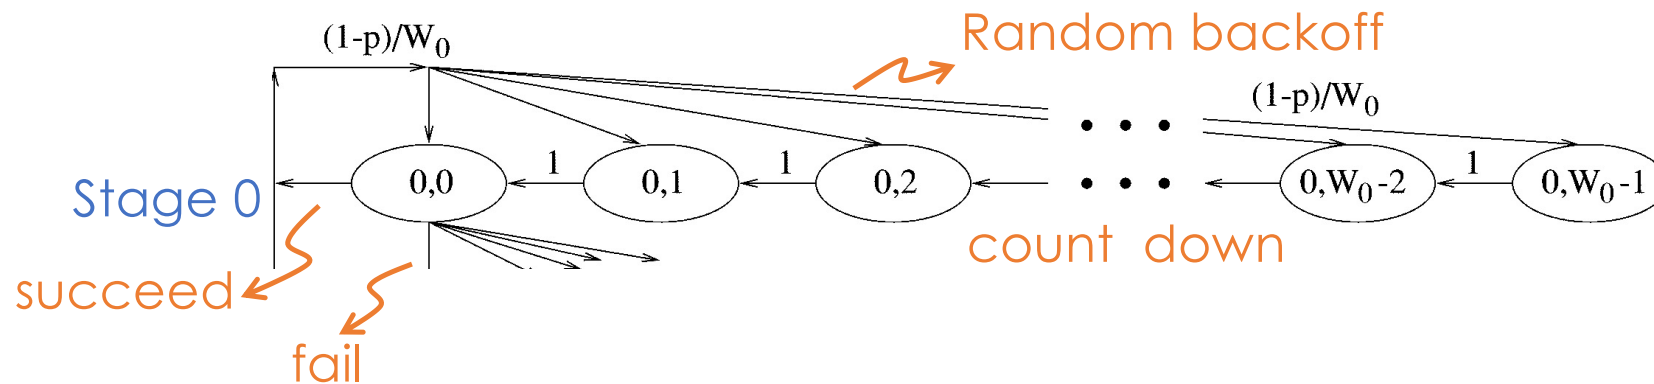 Random backoff
(1-p)/W₀
(1-p)/W₀
• • •
1 1 1
0,0 0,1 0,2 • • • 0,W₀-2 0,W₀-1
Stage 0
count down
succeed
fail